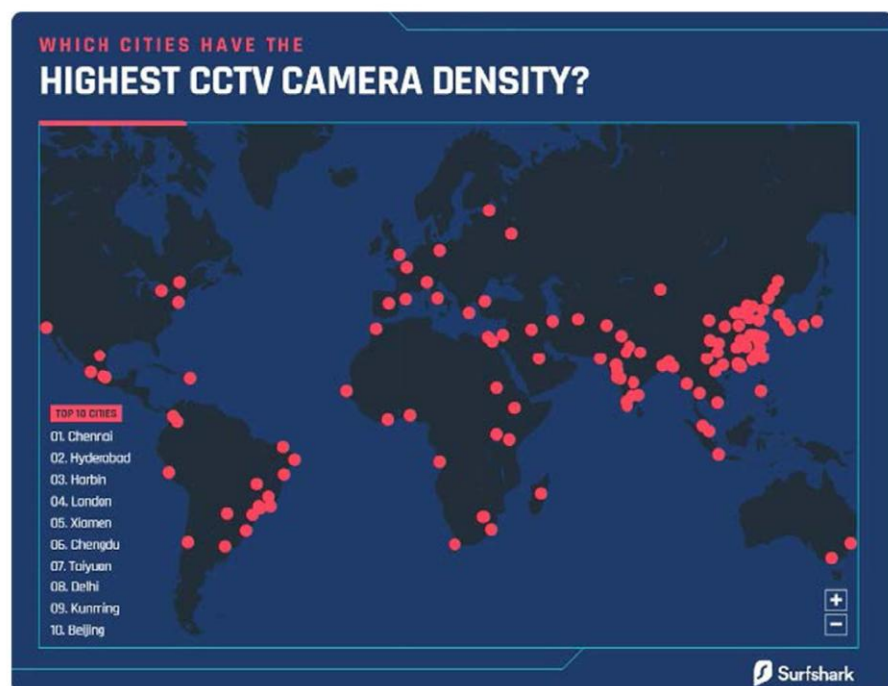 WHICH CITIES HAVE THE
HIGHEST CCTV CAMERA DENSITY?
TOP 10 CITIES
01. Chennai
02. Hyderabad
03. Harbin
04. London
05. Xiamen
06. Chengdu
07. Taiyuan
08. Delhi
09. Kunming
10. Beijing
+
−
Surfshark